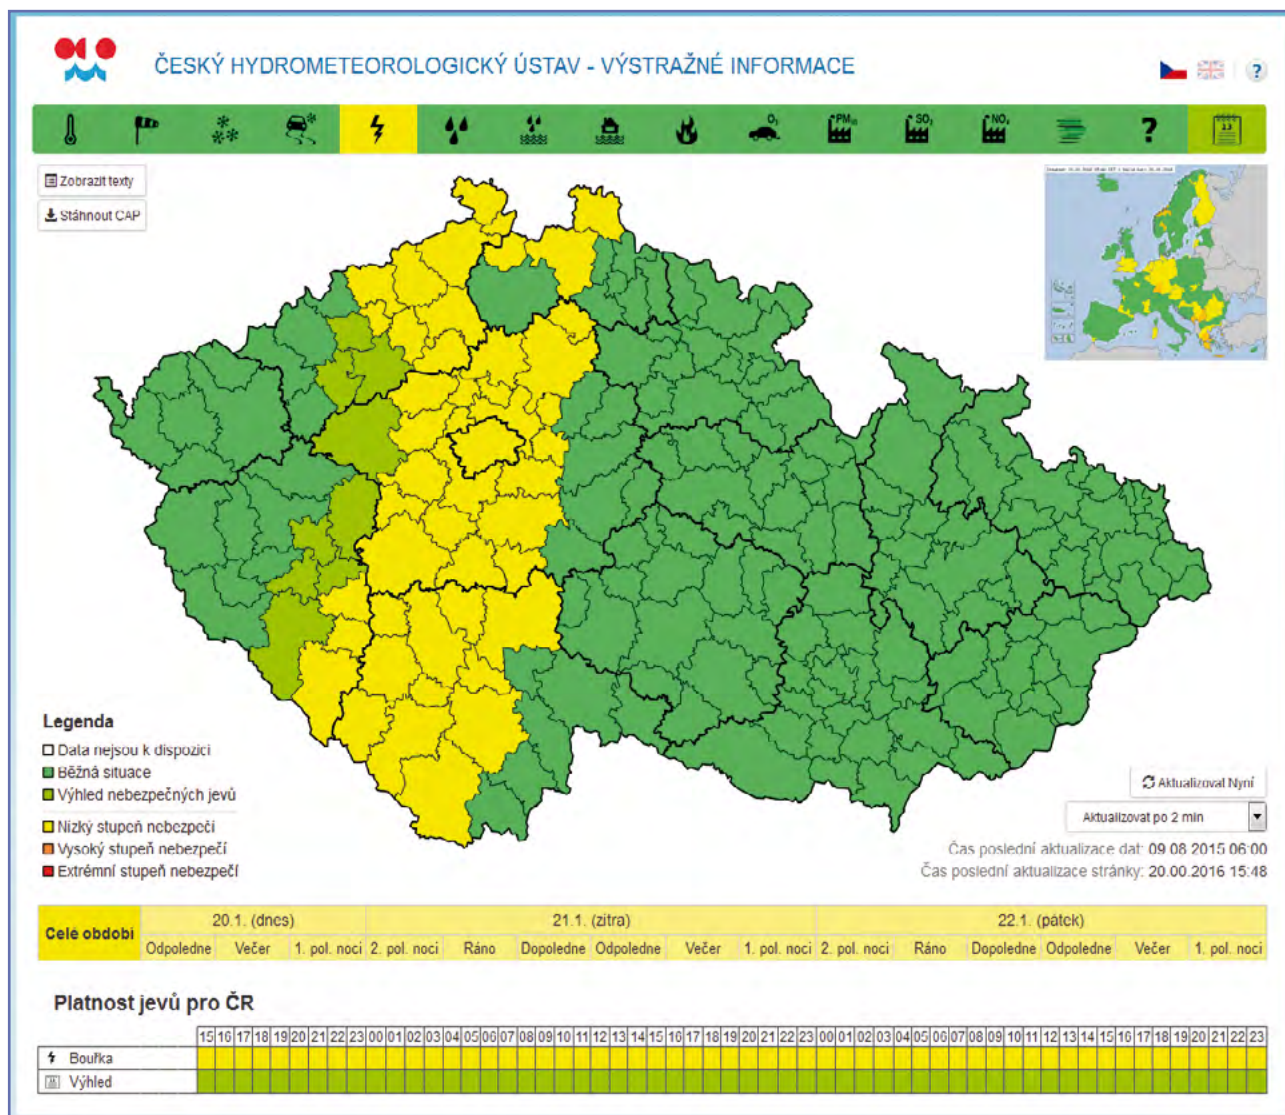 ČESKÝ HYDROMETEOROLOGICKÝ ÚSTAV - VÝSTRAŽNÉ INFORMACE
?
O₃ PM₁₀ SO₂ NOₓ ? 13
Zobrazit texty
Stáhnout CAP
Legenda
Data nejsou k dispozici
Běžná situace
Výhled nebezpečných jevů
Nízký stupeň nebezpečí
Vysoký stupeň nebezpečí
Extrémní stupeň nebezpečí
Aktualizovat Nyní
Aktualizovat po 2 min
Čas poslední aktualizace dat: 09.08.2015 06:00
Čas poslední aktualizace stránky: 20.00.2016 15:48
Celé období 20.1. (dnes) 21.1. (zítra) 22.1. (pátek)
Odpoledne Večer 1. pol. noci 2. pol. noci Ráno Dopoledne Odpoledne Večer 1. pol. noci 2. pol. noci Ráno Dopoledne Odpoledne Večer 1. pol. noci
Platnost jevů pro ČR
15 16 17 18 19 20 21 22 23 00 01 02 03 04 05 06 07 08 09 10 11 12 13 14 15 16 17 18 19 20 21 22 23 00 01 02 03 04 05 06 07 08 09 10 11 12 13 14 15 16 17 18 19 20 21 22 23
Bouřka
Výhled